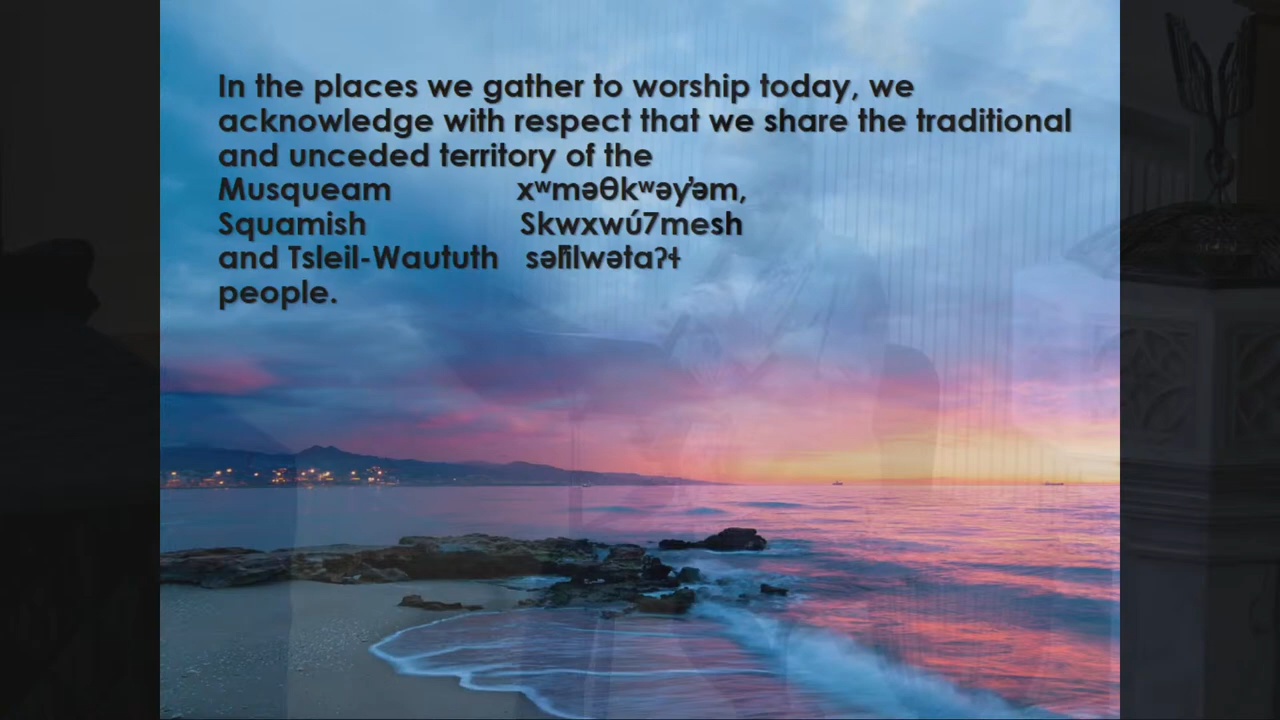 In the places we gather to worship today, we
acknowledge with respect that we share the traditional
and unceded territory of the
Musqueam xʷməθkʷəy̓əm,
Squamish Skwxwú7mesh
and Tsleil-Waututh səl̓ilwətaʔɬ
people.